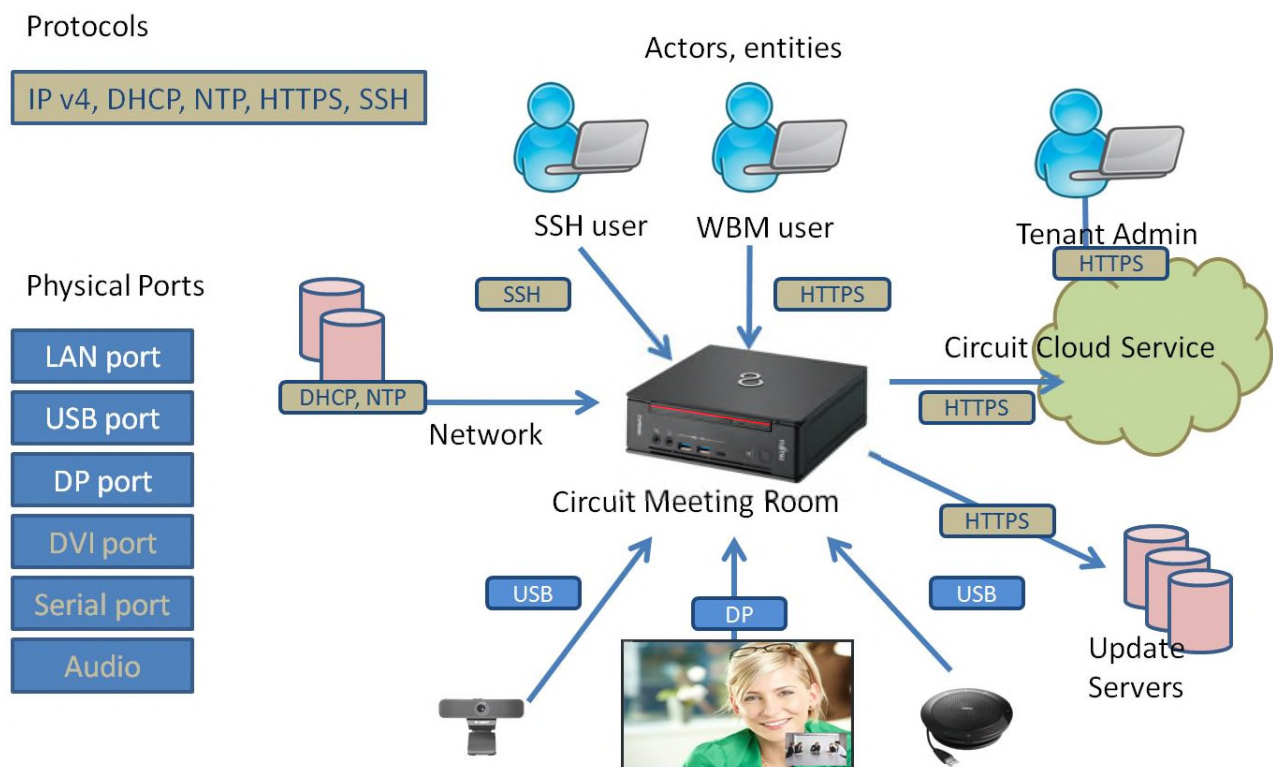 Protocols
IP v4, DHCP, NTP, HTTPS, SSH
Actors, entities
SSH user
WBM user
Tenant Admin
HTTPS
SSH
HTTPS
Physical Ports
LAN port
USB port
DP port
DVI port
Serial port
Audio
DHCP, NTP
Network
Circuit Cloud Service
HTTPS
FUJITSU
Circuit Meeting Room
HTTPS
USB
DP
USB
Update
Servers